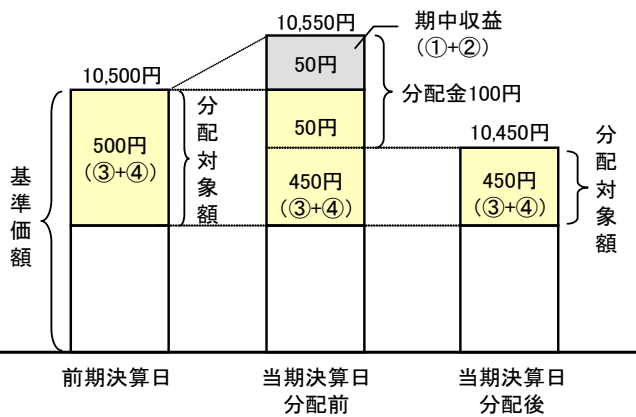 10,550円
期中収益
(①+②)
50円
分配金100円
10,500円
500円
(③+④)
分配対象額
50円
450円
(③+④)
10,450円
450円
(③+④)
分配対象額
基準価額
前期決算日
当期決算日
分配前
当期決算日
分配後